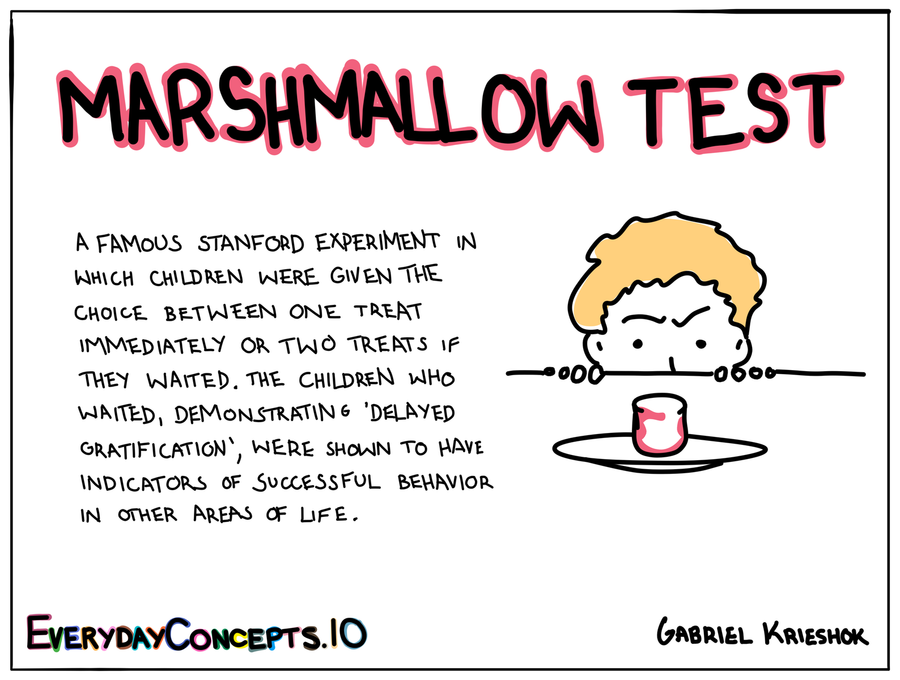 MARSHMALLOW TEST
A FAMOUS STANFORD EXPERIMENT IN
WHICH CHILDREN WERE GIVEN THE
CHOICE BETWEEN ONE TREAT
IMMEDIATELY OR TWO TREATS IF
THEY WAITED. THE CHILDREN WHO
WAITED, DEMONSTRATING 'DELAYED
GRATIFICATION', WERE SHOWN TO HAVE
INDICATORS OF SUCCESSFUL BEHAVIOR
IN OTHER AREAS OF LIFE.
EVERYDAYCONCEPTS.IO
GABRIEL KRIESHOK